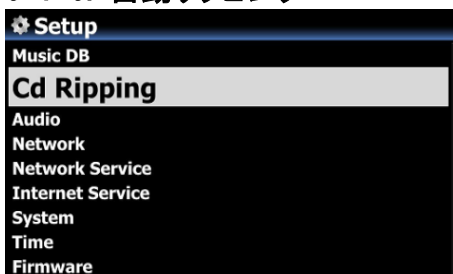 Setup
Music DB
Cd Ripping
Audio
Network
Network Service
Internet Service
System
Time
Firmware